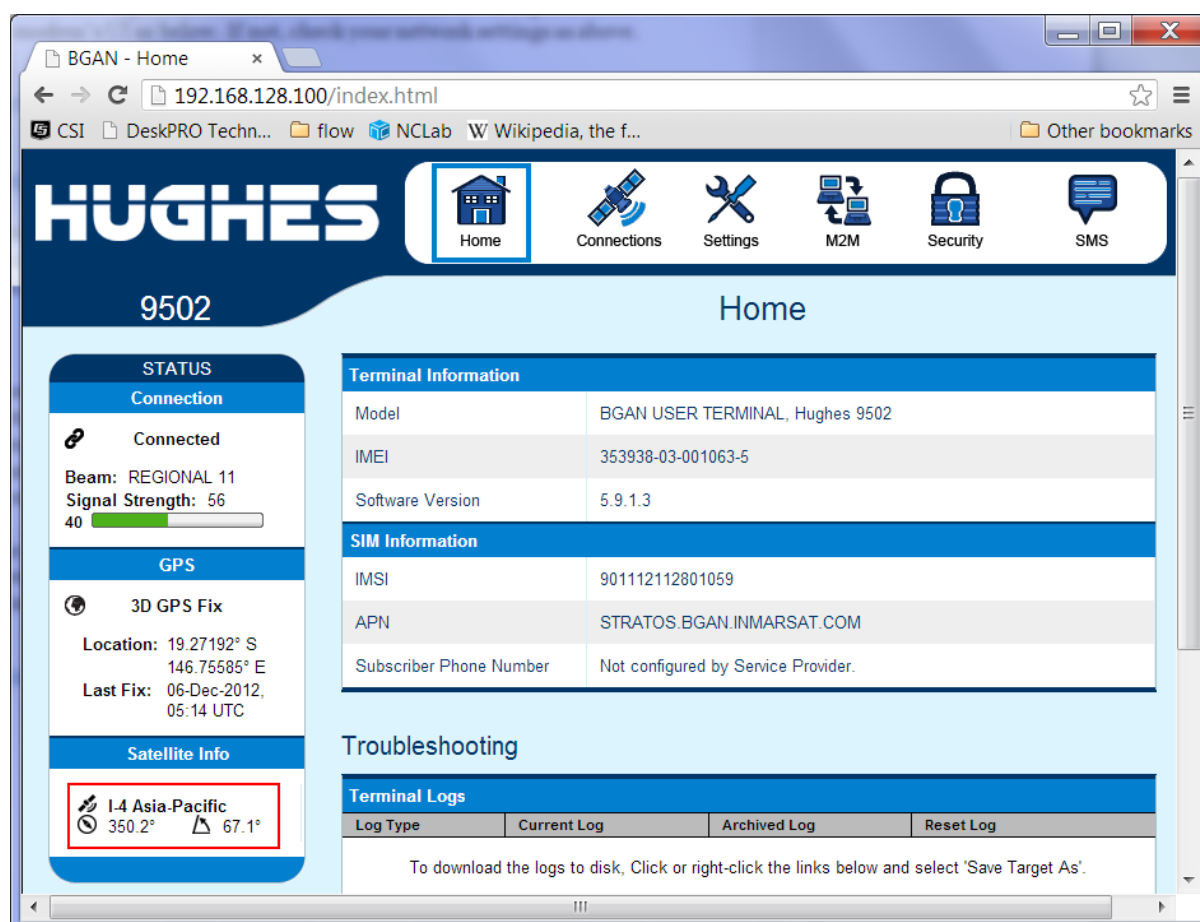 BGAN - Home
192.168.128.100/index.html
CSI DeskPRO Techn... flow NCLab W Wikipedia, the f... Other bookmarks
HUGHES
Home Connections Settings M2M Security SMS
9502
Home
STATUS
Connection
Connected
Beam: REGIONAL 11
Signal Strength: 56
40
GPS
3D GPS Fix
Location: 19.27192° S
146.75585° E
Last Fix: 06-Dec-2012,
05:14 UTC
Satellite Info
I-4 Asia-Pacific
350.2° 67.1°
Terminal Information
Model BGAN USER TERMINAL, Hughes 9502
IMEI 353938-03-001063-5
Software Version 5.9.1.3
SIM Information
IMSI 901112112801059
APN STRATOS.BGAN.INMARSAT.COM
Subscriber Phone Number Not configured by Service Provider.
Troubleshooting
Terminal Logs
Log Type Current Log Archived Log Reset Log
To download the logs to disk, Click or right-click the links below and select 'Save Target As'.